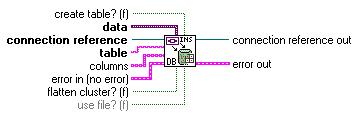 create table? (f)
data
connection reference
connection reference out
INS
table
DB
columns
error in (no error)
error out
flatten cluster? (f)
use file? (f)